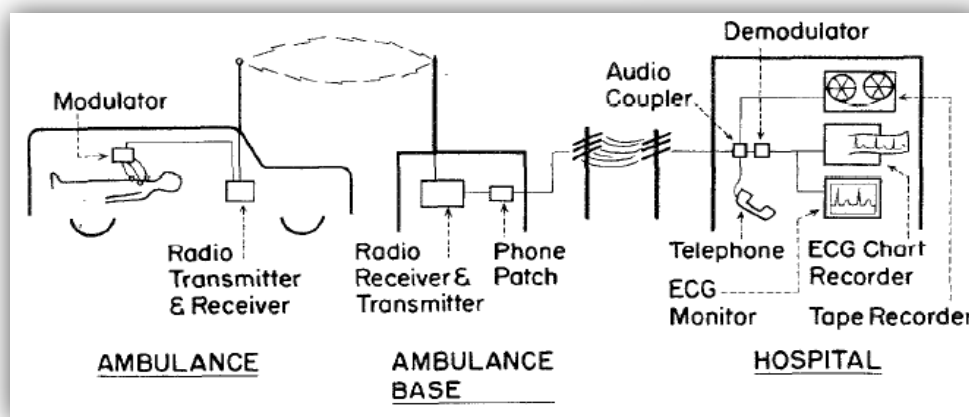 Modulator
Radio
Transmitter
& Receiver
AMBULANCE
Radio
Receiver &
Transmitter
Phone
Patch
AMBULANCE
BASE
Demodulator
Audio
Coupler
Telephone
ECG
Monitor
ECG Chart
Recorder
Tape Recorder
HOSPITAL